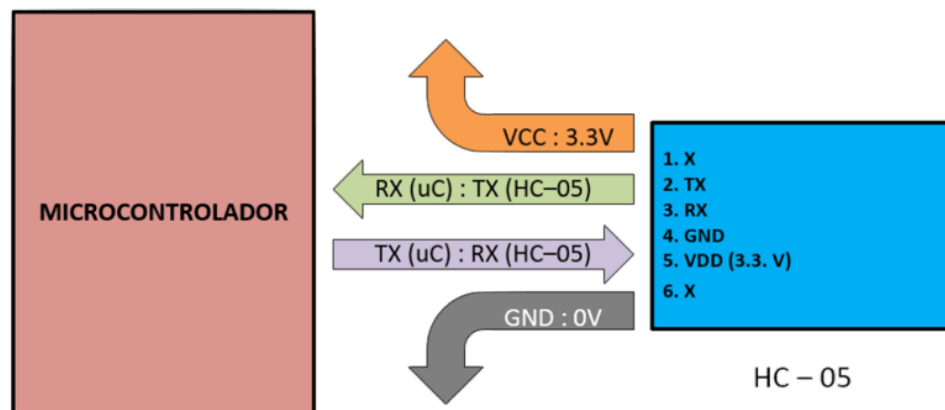 VCC : 3.3V
RX (uC) : TX (HC–05)
MICROCONTROLADOR
TX (uC) : RX (HC–05)
GND : 0V
1. X
2. TX
3. RX
4. GND
5. VDD (3.3. V)
6. X
HC – 05